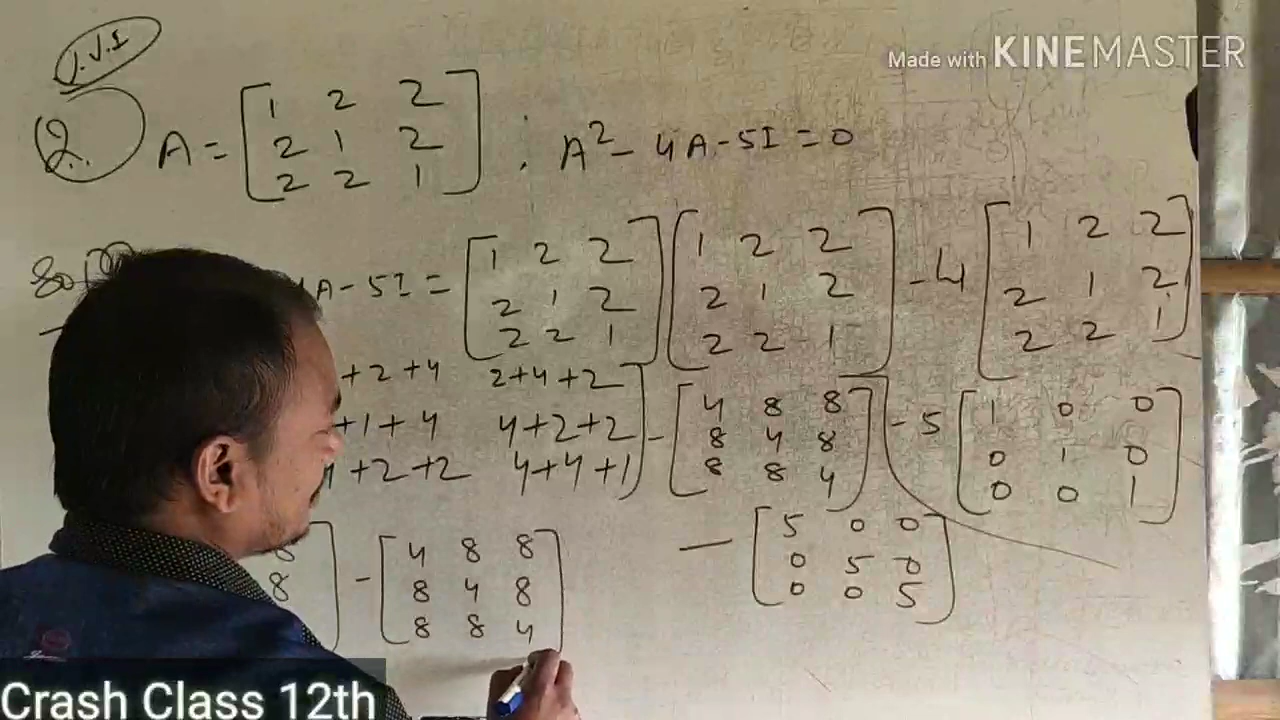 Made with KINEMASTER
I.V.I
2. A = [1 2 2 : A² - 4A - 5I = 0
2 1 2
2 2 1]
4A - 5I = [1 2 2 [1 2 2 - 4 [1 2 2
2 1 2 2 1 2 2 1 2
2 2 1] 2 2 1] 2 2 1]
+2+4 2+4+2 - [4 8 8 - 5 [1 0 0
+1+4 4+2+2 8 4 8 0 1 0
4+2+2 4+4+1] 8 8 4] 0 0 1]
8 - [4 8 8 - [5 0 0
8 8 4 8 0 5 0
] 8 8 4] 0 0 5]
Crash Class 12th